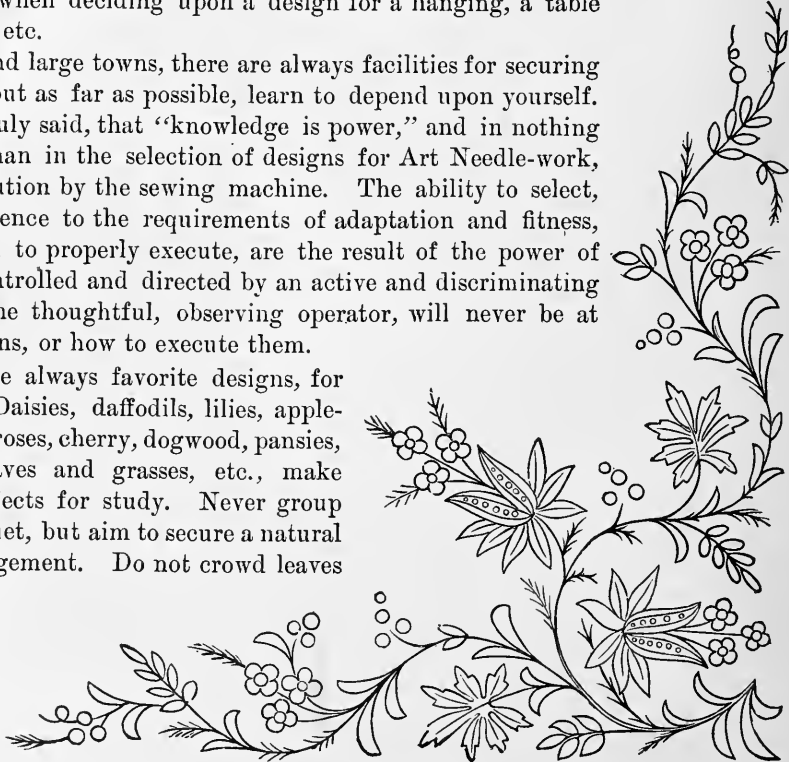 when deciding upon a design for a hanging, a table
etc.
nd large towns, there are always facilities for securing
out as far as possible, learn to depend upon yourself.
uly said, that “knowledge is power,” and in nothing
han in the selection of designs for Art Needle-work,
ution by the sewing machine. The ability to select,
ence to the requirements of adaptation and fitness,
to properly execute, are the result of the power of
ntrolled and directed by an active and discriminating
ne thoughtful, observing operator, will never be at
ns, or how to execute them.
e always favorite designs, for
Daisies, daffodils, lilies, apple-
roses, cherry, dogwood, pansies,
ves and grasses, etc., make
ects for study. Never group
uet, but aim to secure a natural
gement. Do not crowd leaves